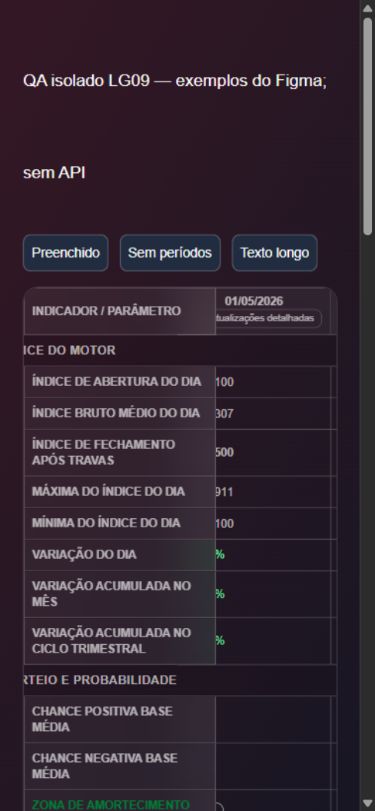 QA isolado LG09 — exemplos do Figma;
sem API
Preenchido Sem períodos Texto longo
INDICADOR / PARÂMETRO 01/05/2026
tualizações detalhadas
ICE DO MOTOR
ÍNDICE DE ABERTURA DO DIA 100
ÍNDICE BRUTO MÉDIO DO DIA 307
ÍNDICE DE FECHAMENTO
APÓS TRAVAS 500
MÁXIMA DO ÍNDICE DO DIA 911
MÍNIMA DO ÍNDICE DO DIA 100
VARIAÇÃO DO DIA %
VARIAÇÃO ACUMULADA NO
MÊS %
VARIAÇÃO ACUMULADA NO
CICLO TRIMESTRAL %
RTEIO E PROBABILIDADE
CHANCE POSITIVA BASE
MÉDIA
CHANCE NEGATIVA BASE
MÉDIA
ZONA DE AMORTECIMENTO